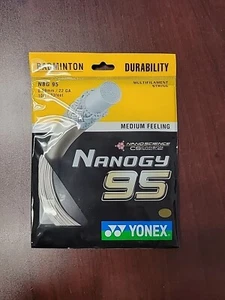 BADMINTON DURABILITY
NBG 95
MULTIFILAMENT
STRING
MEDIUM FEELING
NANOSCIENCE
NANOGY
95
YONEX